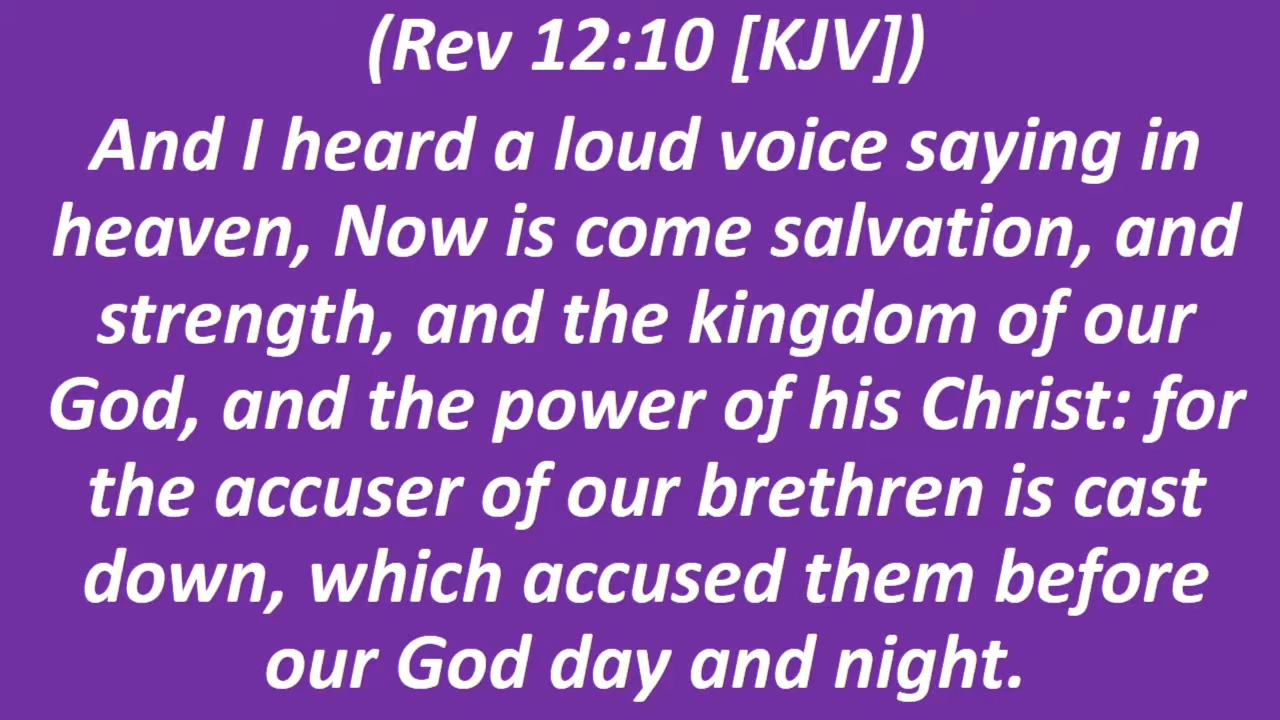 (Rev 12:10 [KJV])
And I heard a loud voice saying in
heaven, Now is come salvation, and
strength, and the kingdom of our
God, and the power of his Christ: for
the accuser of our brethren is cast
down, which accused them before
our God day and night.